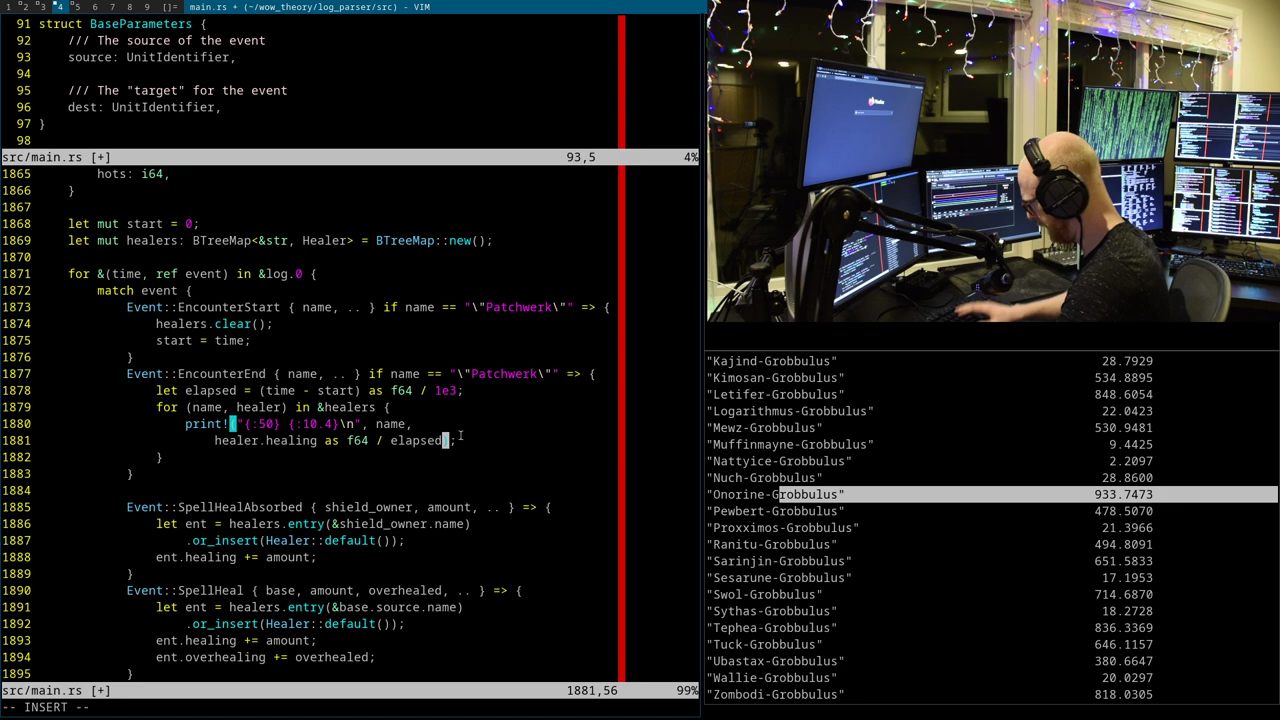 1 2 3 4 5 6 7 8 9 []= main.rs + (~/wow_theory/log_parser/src) - VIM
91 struct BaseParameters {
92     /// The source of the event
93     source: UnitIdentifier,
94
95     /// The "target" for the event
96     dest: UnitIdentifier,
97 }
98
src/main.rs [+] 93,5 4%
1865         hots: i64,
1866     }
1867
1868     let mut start = 0;
1869     let mut healers: BTreeMap<&str, Healer> = BTreeMap::new();
1870
1871     for &(time, ref event) in &log.0 {
1872         match event {
1873             Event::EncounterStart { name, .. } if name == "\"Patchwerk\"" => {
1874                 healers.clear();
1875                 start = time;
1876             }
1877             Event::EncounterEnd { name, .. } if name == "\"Patchwerk\"" => {
1878                 let elapsed = (time - start) as f64 / 1e3;
1879                 for (name, healer) in &healers {
1880                     print!("{:50} {:10.4}\n", name,
1881                         healer.healing as f64 / elapsed);
1882                 }
1883             }
1884
1885             Event::SpellHealAbsorbed { shield_owner, amount, .. } => {
1886                 let ent = healers.entry(&shield_owner.name)
1887                     .or_insert(Healer::default());
1888                 ent.healing += amount;
1889             }
1890             Event::SpellHeal { base, amount, overhealed, .. } => {
1891                 let ent = healers.entry(&base.source.name)
1892                     .or_insert(Healer::default());
1893                 ent.healing += amount;
1894                 ent.overhealing += overhealed;
1895             }
src/main.rs [+] 1881,56 99%
-- INSERT --
"Kajind-Grobbulus" 28.7929
"Kimosan-Grobbulus" 534.8895
"Letifer-Grobbulus" 848.6054
"Logarithmus-Grobbulus" 22.0423
"Mewz-Grobbulus" 530.9481
"Muffinmayne-Grobbulus" 9.4425
"Nattyice-Grobbulus" 2.2097
"Nuch-Grobbulus" 28.8600
"Onorine-Grobbulus" 933.7473
"Pewbert-Grobbulus" 478.5070
"Proxximos-Grobbulus" 21.3966
"Ranitu-Grobbulus" 494.8091
"Sarinjin-Grobbulus" 651.5833
"Sesarune-Grobbulus" 17.1953
"Swol-Grobbulus" 714.6870
"Sythas-Grobbulus" 18.2728
"Tephea-Grobbulus" 836.3369
"Tuck-Grobbulus" 646.1157
"Ubastax-Grobbulus" 380.6647
"Wallie-Grobbulus" 20.0297
"Zombodi-Grobbulus" 818.0305